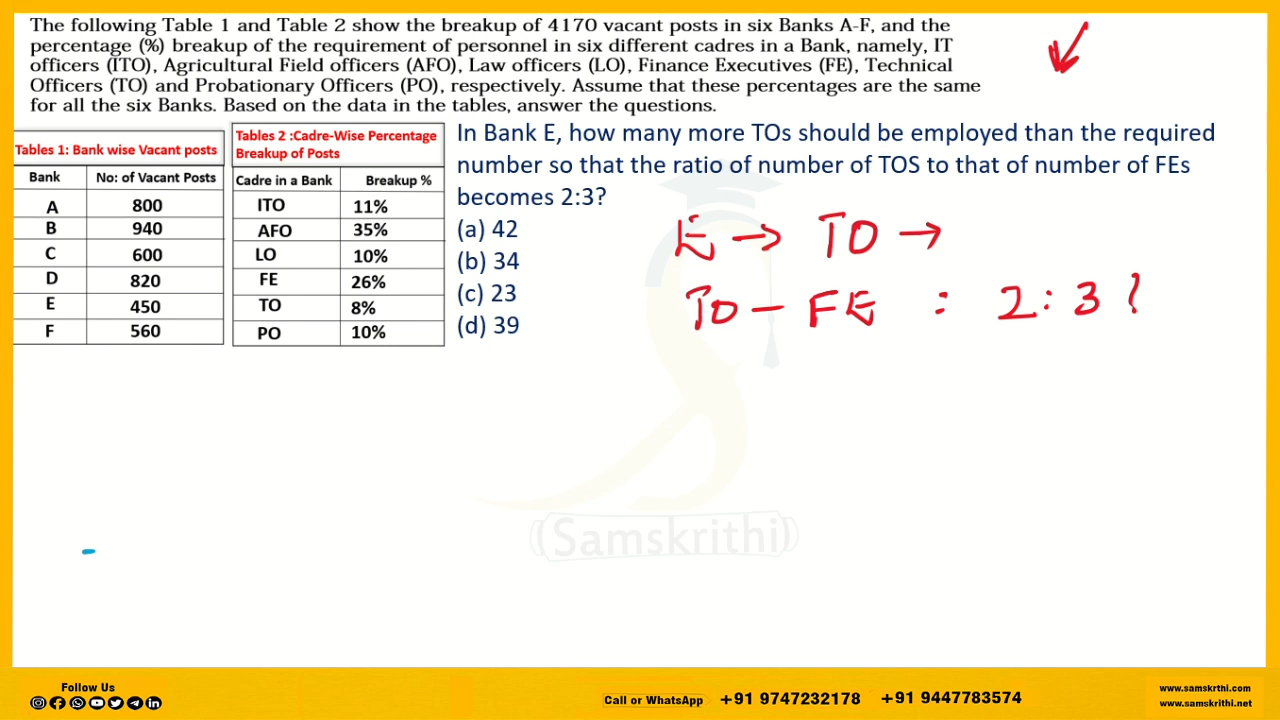 The following Table 1 and Table 2 show the breakup of 4170 vacant posts in six Banks A-F, and the
percentage (%) breakup of the requirement of personnel in six different cadres in a Bank, namely, IT
officers (ITO), Agricultural Field officers (AFO), Law officers (LO), Finance Executives (FE), Technical
Officers (TO) and Probationary Officers (PO), respectively. Assume that these percentages are the same
for all the six Banks. Based on the data in the tables, answer the questions.
Tables 1: Bank wise Vacant posts
Bank No: of Vacant Posts
A 800
B 940
C 600
D 820
E 450
F 560
Tables 2 :Cadre-Wise Percentage
Breakup of Posts
Cadre in a Bank Breakup %
ITO 11%
AFO 35%
LO 10%
FE 26%
TO 8%
PO 10%
In Bank E, how many more TOs should be employed than the required
number so that the ratio of number of TOS to that of number of FEs
becomes 2:3?
(a) 42
(b) 34
(c) 23
(d) 39
E → TO →
TO – FE : 2:3 ?
(Samskrithi)
Follow Us
Call or WhatsApp +91 9747232178 +91 9447783574
www.samskrthi.com
www.samskrithi.net